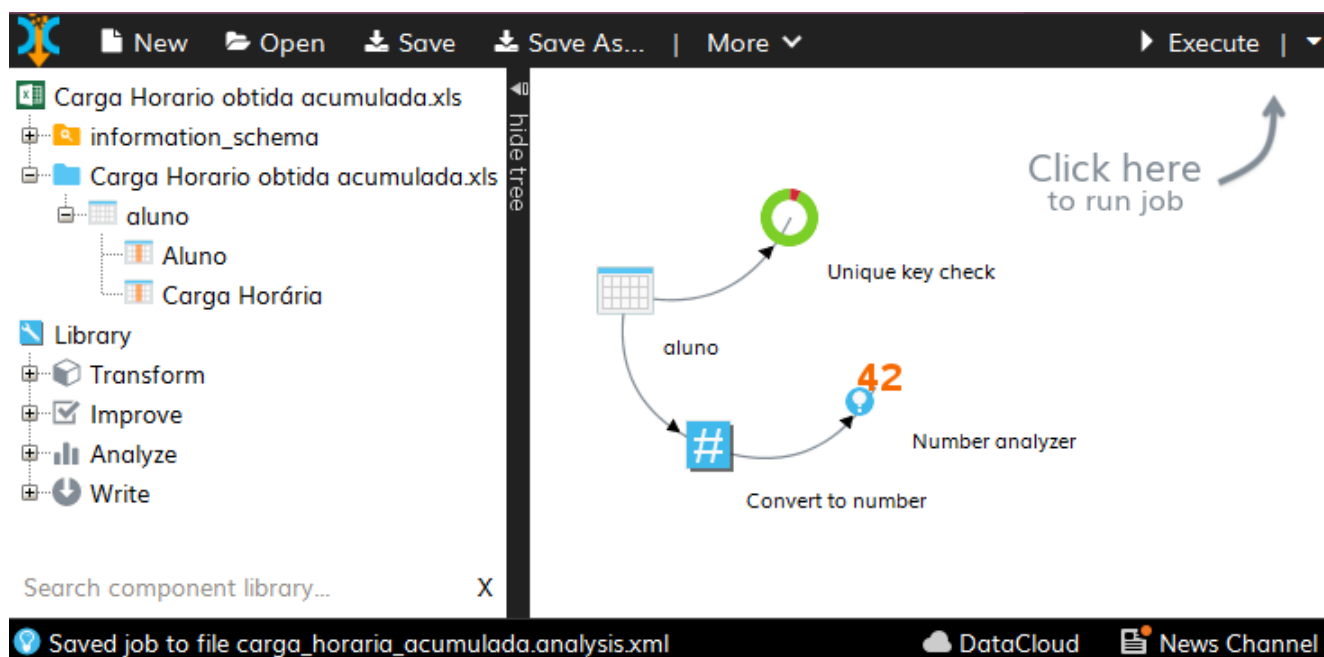 New Open Save Save As... | More Execute |
Carga Horario obtida acumulada.xls
information_schema
Carga Horario obtida acumulada.xls
aluno
Aluno
Carga Horária
Library
Transform
Improve
Analyze
Write
Search component library... X
hide tree
Click here
to run job
Unique key check
aluno
42
Number analyzer
#
Convert to number
Saved job to file carga_horaria_acumulada.analysis.xml DataCloud News Channel